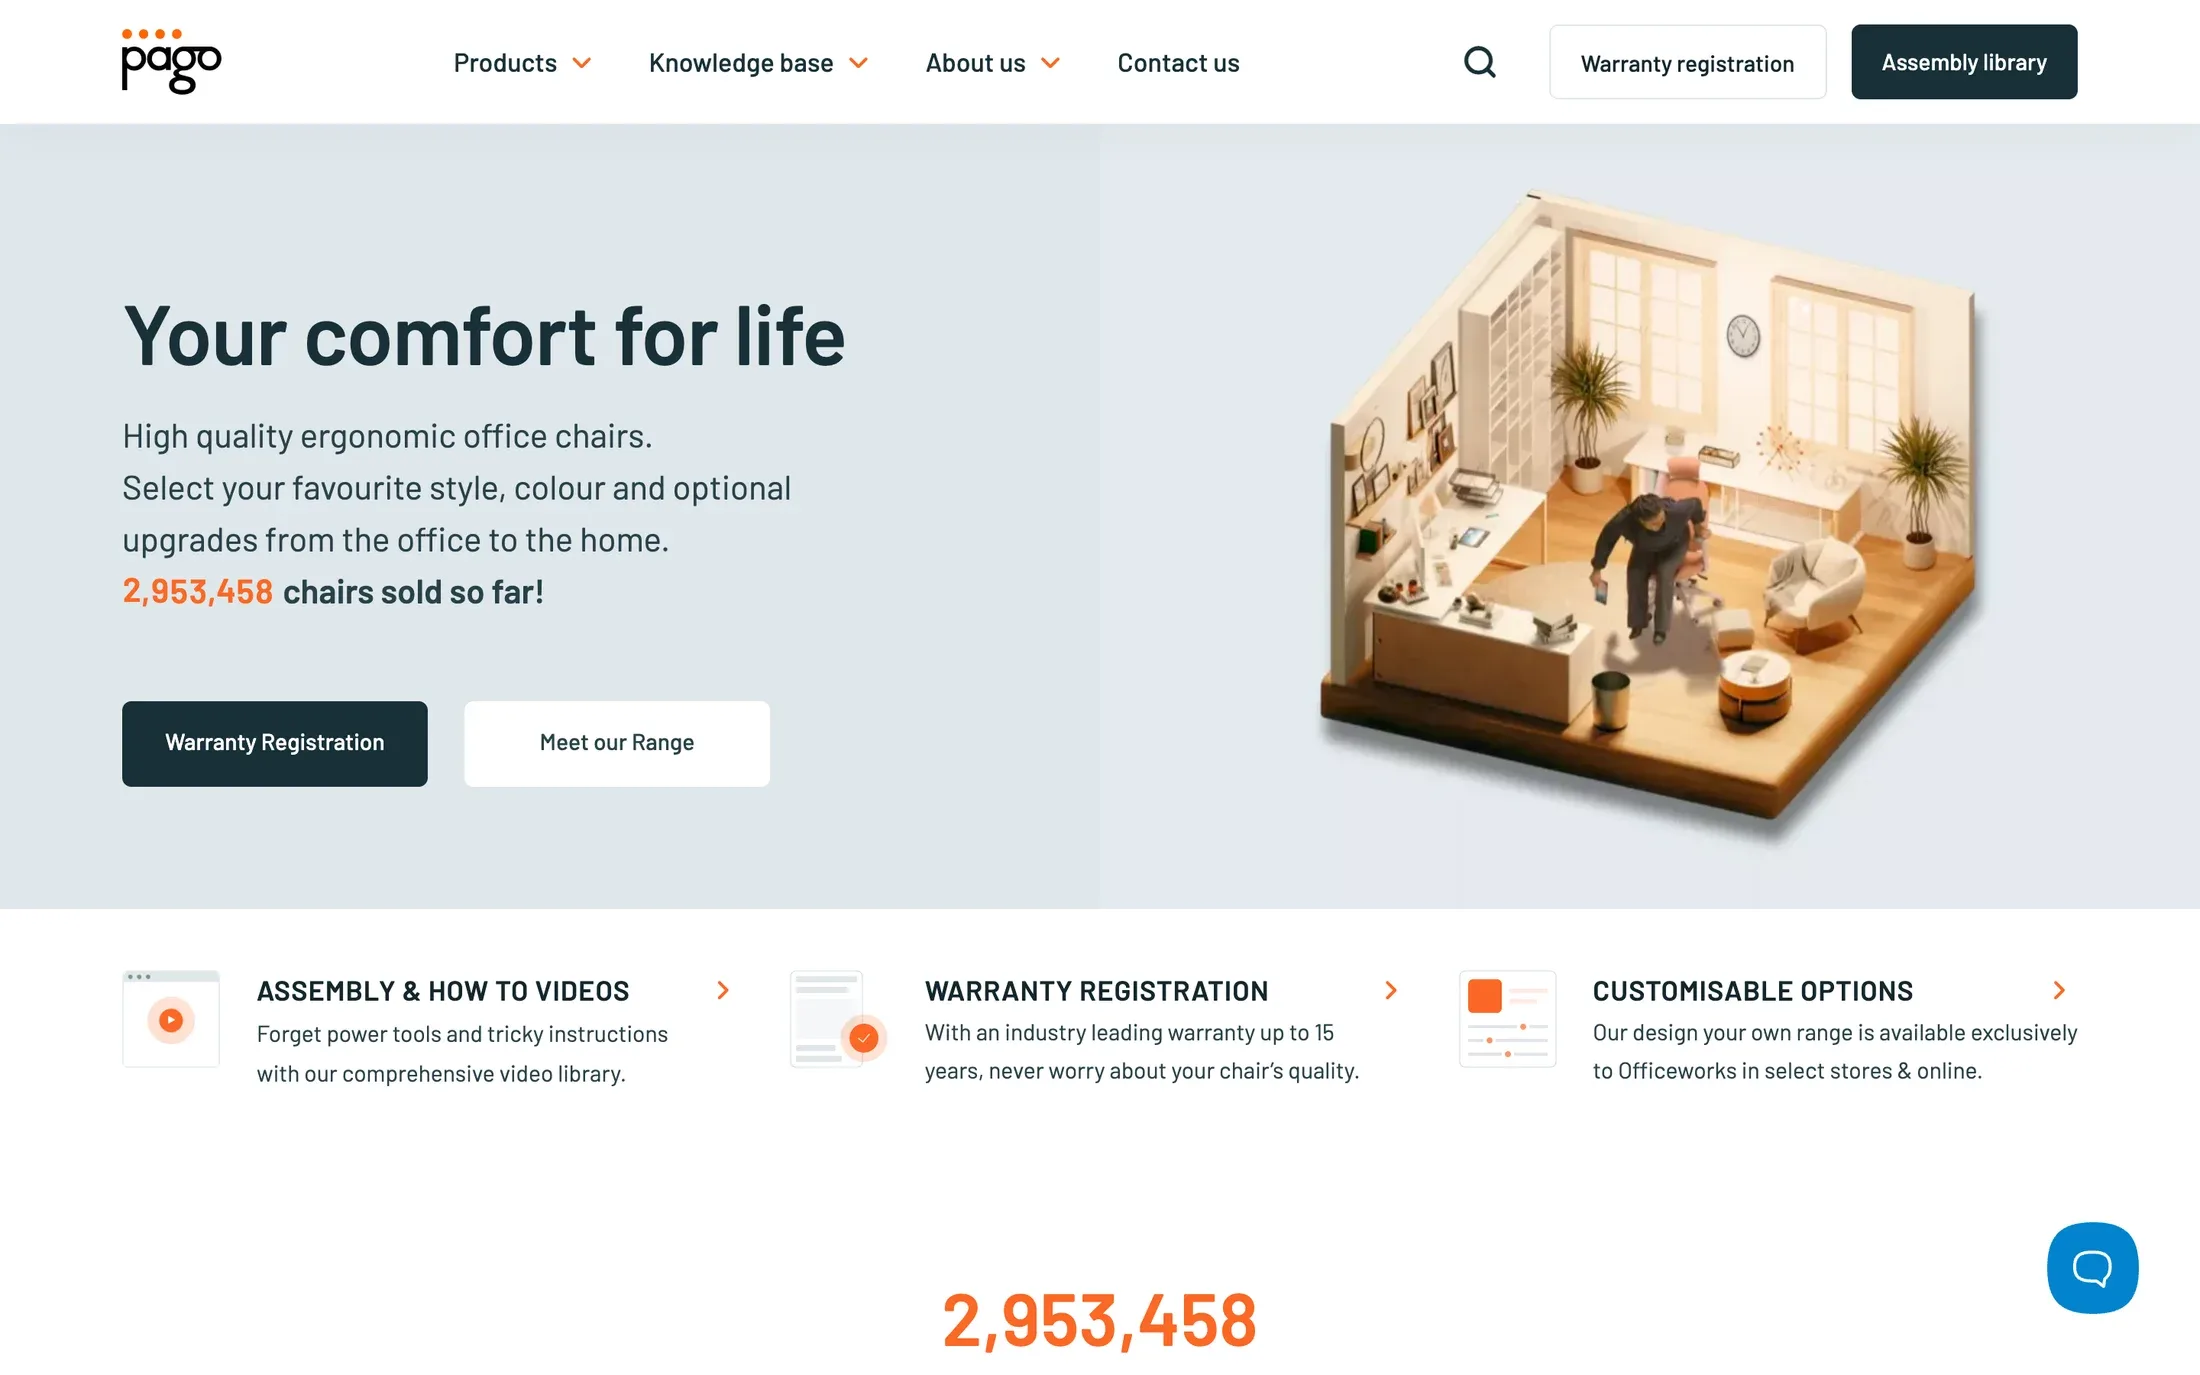 pago
Products
Knowledge base
About us
Contact us
Warranty registration
Assembly library
Your comfort for life
High quality ergonomic office chairs.
Select your favourite style, colour and optional
upgrades from the office to the home.
2,953,458 chairs sold so far!
Warranty Registration
Meet our Range
ASSEMBLY & HOW TO VIDEOS
Forget power tools and tricky instructions
with our comprehensive video library.
WARRANTY REGISTRATION
With an industry leading warranty up to 15
years, never worry about your chair’s quality.
CUSTOMISABLE OPTIONS
Our design your own range is available exclusively
to Officeworks in select stores & online.
2,953,458